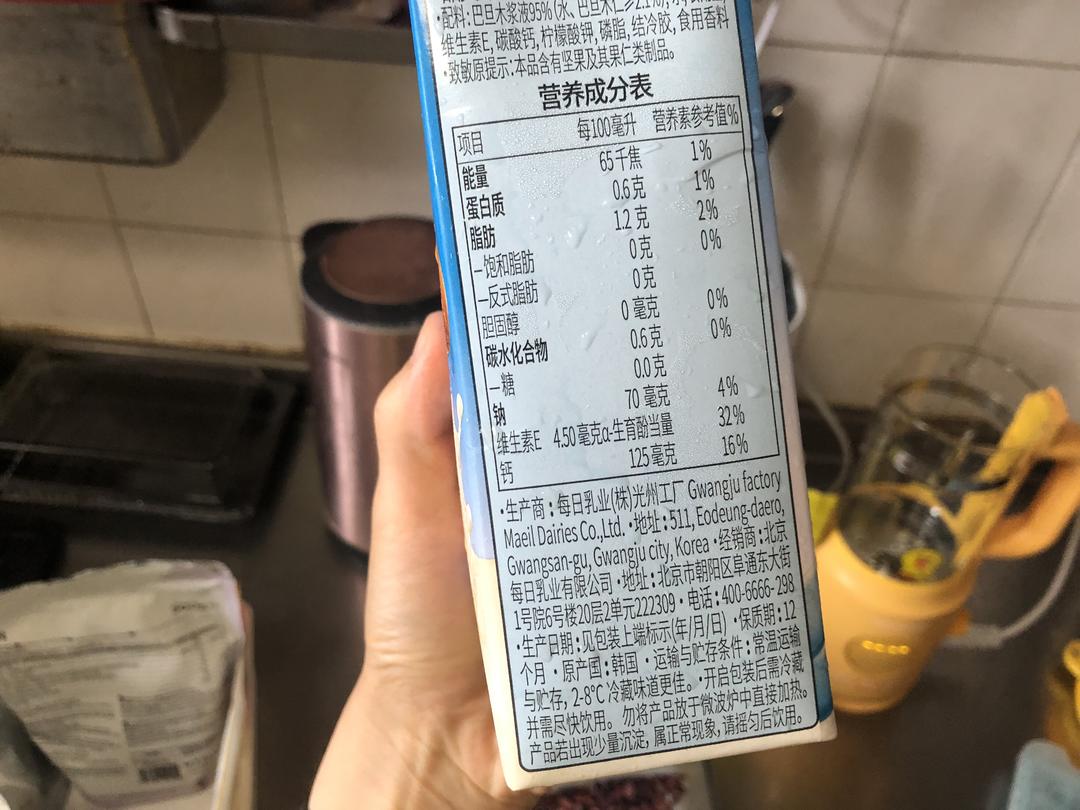 ·配料:巴旦木浆液95%(水、巴旦木仁≥2.1%),
维生素E, 碳酸钙, 柠檬酸钾, 磷脂, 结冷胶, 食用香料
·致敏原提示:本品含有坚果及其果仁类制品。
营养成分表
项目 每100毫升 营养素参考值%
能量 65千焦 1%
蛋白质 0.6克 1%
脂肪 1.2克 2%
—饱和脂肪 0克 0%
—反式脂肪 0克
胆固醇 0毫克 0%
碳水化合物 0.6克 0%
—糖 0.0克
钠 70毫克 4%
维生素E 4.50毫克α-生育酚当量 32%
钙 125毫克 16%
·生产商:每日乳业(株)光州工厂 Gwangju factory
Maeil Dairies Co.,Ltd. ·地址:511, Eodeung-daero,
Gwangsan-gu, Gwangju city, Korea ·经销商:北京
每日乳业有限公司·地址:北京市朝阳区阜通东大街
1号院6号楼20层2单元222309·电话:400-6666-298
·生产日期:见包装上端标示(年/月/日) ·保质期:12
个月·原产国:韩国·运输与贮存条件:常温运输
与贮存, 2-8°C 冷藏味道更佳。·开启包装后需冷藏
并需尽快饮用。勿将产品放于微波炉中直接加热。
产品若出现少量沉淀, 属正常现象, 请摇匀后饮用。